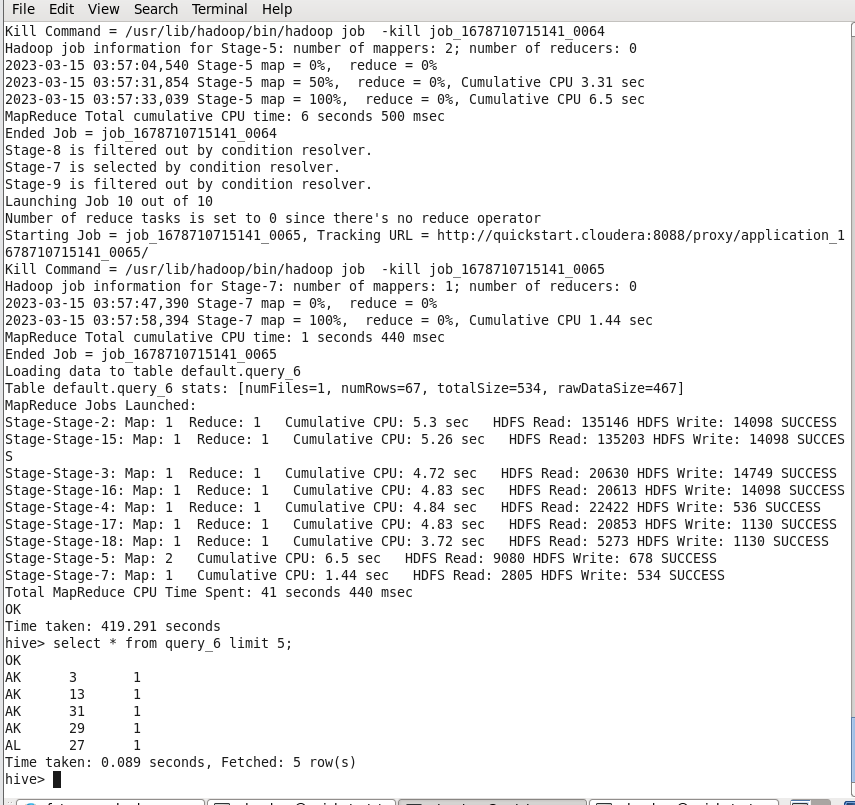 File Edit View Search Terminal Help
Kill Command = /usr/lib/hadoop/bin/hadoop job  -kill job_1678710715141_0064
Hadoop job information for Stage-5: number of mappers: 2; number of reducers: 0
2023-03-15 03:57:04,540 Stage-5 map = 0%,  reduce = 0%
2023-03-15 03:57:31,854 Stage-5 map = 50%,  reduce = 0%, Cumulative CPU 3.31 sec
2023-03-15 03:57:33,039 Stage-5 map = 100%,  reduce = 0%, Cumulative CPU 6.5 sec
MapReduce Total cumulative CPU time: 6 seconds 500 msec
Ended Job = job_1678710715141_0064
Stage-8 is filtered out by condition resolver.
Stage-7 is selected by condition resolver.
Stage-9 is filtered out by condition resolver.
Launching Job 10 out of 10
Number of reduce tasks is set to 0 since there's no reduce operator
Starting Job = job_1678710715141_0065, Tracking URL = http://quickstart.cloudera:8088/proxy/application_1
678710715141_0065/
Kill Command = /usr/lib/hadoop/bin/hadoop job  -kill job_1678710715141_0065
Hadoop job information for Stage-7: number of mappers: 1; number of reducers: 0
2023-03-15 03:57:47,390 Stage-7 map = 0%,  reduce = 0%
2023-03-15 03:57:58,394 Stage-7 map = 100%,  reduce = 0%, Cumulative CPU 1.44 sec
MapReduce Total cumulative CPU time: 1 seconds 440 msec
Ended Job = job_1678710715141_0065
Loading data to table default.query_6
Table default.query_6 stats: [numFiles=1, numRows=67, totalSize=534, rawDataSize=467]
MapReduce Jobs Launched:
Stage-Stage-2: Map: 1  Reduce: 1   Cumulative CPU: 5.3 sec   HDFS Read: 135146 HDFS Write: 14098 SUCCESS
Stage-Stage-15: Map: 1  Reduce: 1   Cumulative CPU: 5.26 sec   HDFS Read: 135203 HDFS Write: 14098 SUCCES
S
Stage-Stage-3: Map: 1  Reduce: 1   Cumulative CPU: 4.72 sec   HDFS Read: 20630 HDFS Write: 14749 SUCCESS
Stage-Stage-16: Map: 1  Reduce: 1   Cumulative CPU: 4.83 sec   HDFS Read: 20613 HDFS Write: 14098 SUCCESS
Stage-Stage-4: Map: 1  Reduce: 1   Cumulative CPU: 4.84 sec   HDFS Read: 22422 HDFS Write: 536 SUCCESS
Stage-Stage-17: Map: 1  Reduce: 1   Cumulative CPU: 4.83 sec   HDFS Read: 20853 HDFS Write: 1130 SUCCESS
Stage-Stage-18: Map: 1  Reduce: 1   Cumulative CPU: 3.72 sec   HDFS Read: 5273 HDFS Write: 1130 SUCCESS
Stage-Stage-5: Map: 2   Cumulative CPU: 6.5 sec   HDFS Read: 9080 HDFS Write: 678 SUCCESS
Stage-Stage-7: Map: 1   Cumulative CPU: 1.44 sec   HDFS Read: 2805 HDFS Write: 534 SUCCESS
Total MapReduce CPU Time Spent: 41 seconds 440 msec
OK
Time taken: 419.291 seconds
hive> select * from query_6 limit 5;
OK
AK	3	1
AK	13	1
AK	31	1
AK	29	1
AL	27	1
Time taken: 0.089 seconds, Fetched: 5 row(s)
hive>